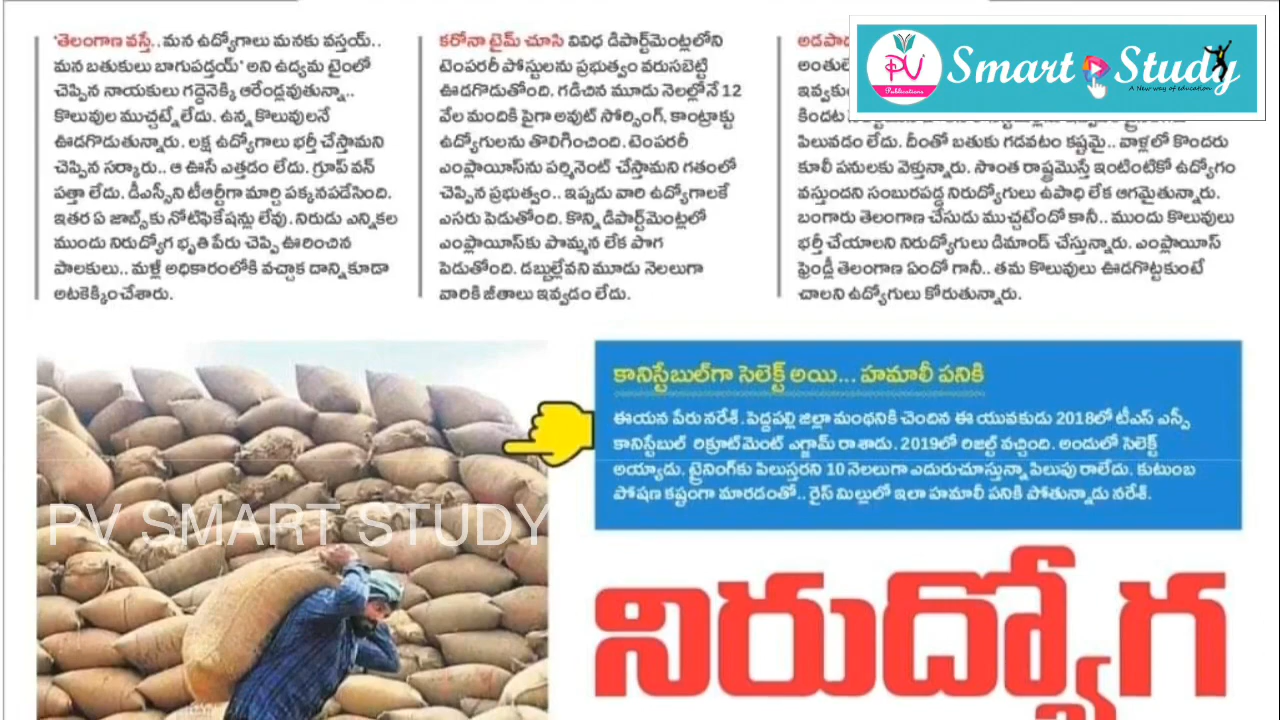 'తెలంగాణ వస్తే.. మన ఉద్యోగాలు మనకు వస్తయ్..
మన బతుకులు బాగుపడ్తయ్' అని ఉద్యమ టైంలో
చెప్పిన నాయకులు గద్దెనెక్కి ఆరేండ్లవుతున్నా..
కొలువుల ముచ్చట్నే లేదు. ఉన్న కొలువులనే
ఊడగొడుతున్నారు. లక్ష ఉద్యోగాలు భర్తీ చేస్తామని
చెప్పిన సర్కారు.. ఆ ఊసే ఎత్తడం లేదు. గ్రూప్ వన్
పత్తా లేదు. డీఎస్సీని టీఆర్టీగా మార్చి పక్కనపడేసింది.
ఇతర ఏ జాబ్స్‌కు నోటిఫికేషన్లు లేవు. నిరుడు ఎన్నికల
ముందు నిరుద్యోగ భృతి పేరు చెప్పి ఊరించిన
పాలకులు.. మళ్లీ అధికారంలోకి వచ్చాక దాన్ని కూడా
అటకెక్కించేశారు.
కరోనా టైమ్ చూసి వివిధ డిపార్ట్‌మెంట్లలోని
టెంపరరీ పోస్టులను ప్రభుత్వం వరుసబెట్టి
ఊడగొడుతోంది. గడిచిన మూడు నెలల్లోనే 12
వేల మందికి పైగా అవుట్ సోర్సింగ్, కాంట్రాక్టు
ఉద్యోగులను తొలిగించింది. టెంపరరీ
ఎంప్లాయీస్‌ను పర్మినెంట్ చేస్తామని గతంలో
చెప్పిన ప్రభుత్వం.. ఇప్పుడు వారి ఉద్యోగాలకే
ఎసరు పెడుతోంది. కొన్ని డిపార్ట్‌మెంట్లలో
ఎంప్లాయీస్‌కు పొమ్మన లేక పొగ
పెడుతోంది. డబ్బుల్లేవని మూడు నెలలుగా
వారికి జీతాలు ఇవ్వడం లేదు.
PV
Publications
Smart Study
A New way of education
పిలువడం లేదు. దీంతో బతుకు గడవటం కష్టమై.. వాళ్లలో కొందరు
కూలీ పనులకు వెళ్తున్నారు. సొంత రాష్ట్రమొస్తే ఇంటింటికో ఉద్యోగం
వస్తుందని సంబురపడ్డ నిరుద్యోగులు ఉపాధి లేక ఆగమైతున్నారు.
బంగారు తెలంగాణ చేసుడు ముచ్చటేందో కానీ.. ముందు కొలువులు
భర్తీ చేయాలని నిరుద్యోగులు డిమాండ్ చేస్తున్నారు. ఎంప్లాయీస్
ఫ్రెండ్లీ తెలంగాణ ఏందో గానీ.. తమ కొలువులు ఊడగొట్టకుంటే
చాలని ఉద్యోగులు కోరుతున్నారు.
కానిస్టేబుల్‌గా సెలెక్ట్ అయి... హమాలీ పనికి
ఈయన పేరు నరేశ్. పెద్దపల్లి జిల్లా మంథనికి చెందిన ఈ యువకుడు 2018లో టీఎస్ ఎస్పీ
కానిస్టేబుల్ రిక్రూట్‌మెంట్ ఎగ్జామ్ రాశాడు. 2019లో రిజల్ట్ వచ్చింది. అందులో సెలెక్ట్
అయ్యాడు. ట్రైనింగ్‌కు పిలుస్తరని 10 నెలలుగా ఎదురుచూస్తున్నా పిలుపు రాలేదు. కుటుంబ
పోషణ కష్టంగా మారడంతో.. రైస్ మిల్లులో ఇలా హమాలీ పనికి పోతున్నాడు నరేశ్.
PV SMART STUDY
నిరుద్యోగ